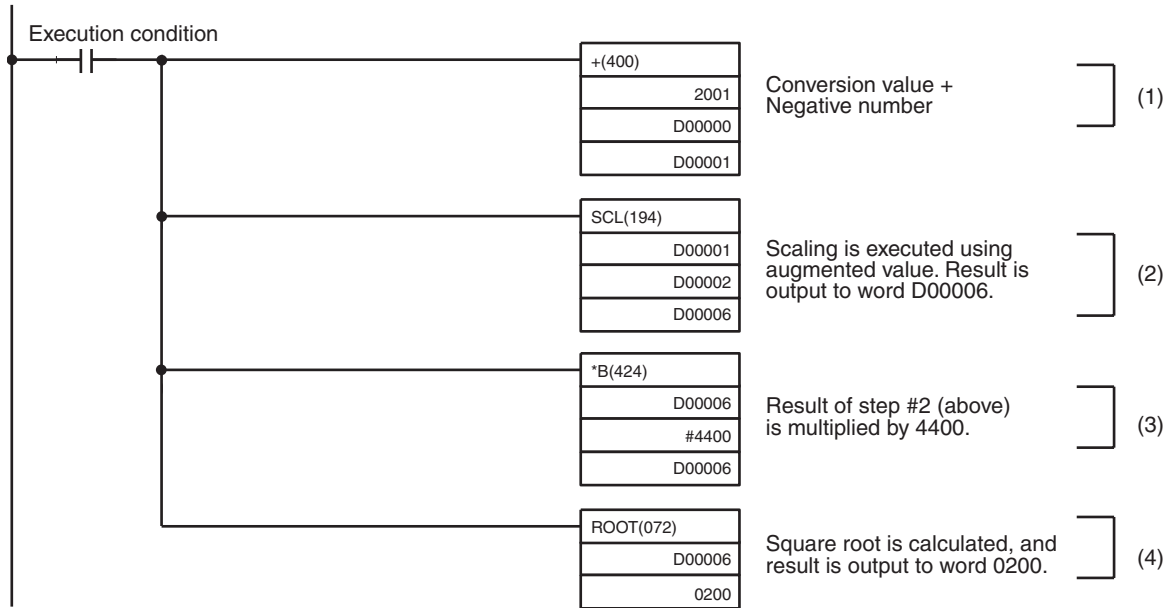 Execution condition
+(400)
2001
D00000
D00001
Conversion value +
Negative number
(1)
SCL(194)
D00001
D00002
D00006
Scaling is executed using
augmented value. Result is
output to word D00006.
(2)
*B(424)
D00006
#4400
D00006
Result of step #2 (above)
is multiplied by 4400.
(3)
ROOT(072)
D00006
0200
Square root is calculated, and
result is output to word 0200.
(4)